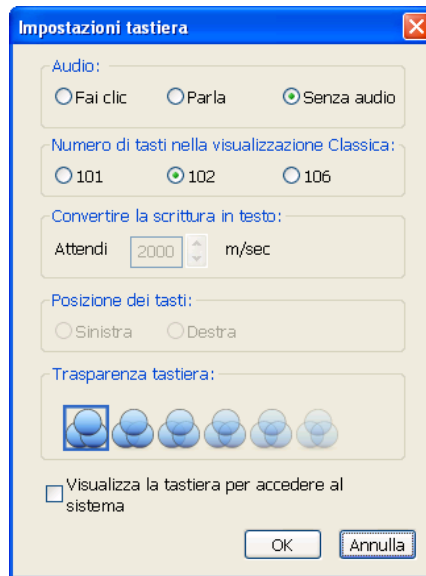 Impostazioni tastiera
Audio:
Fai clic Parla Senza audio
Numero di tasti nella visualizzazione Classica:
101 102 106
Convertire la scrittura in testo:
Attendi 2000 m/sec
Posizione dei tasti:
Sinistra Destra
Trasparenza tastiera:
Visualizza la tastiera per accedere al
sistema
OK Annulla